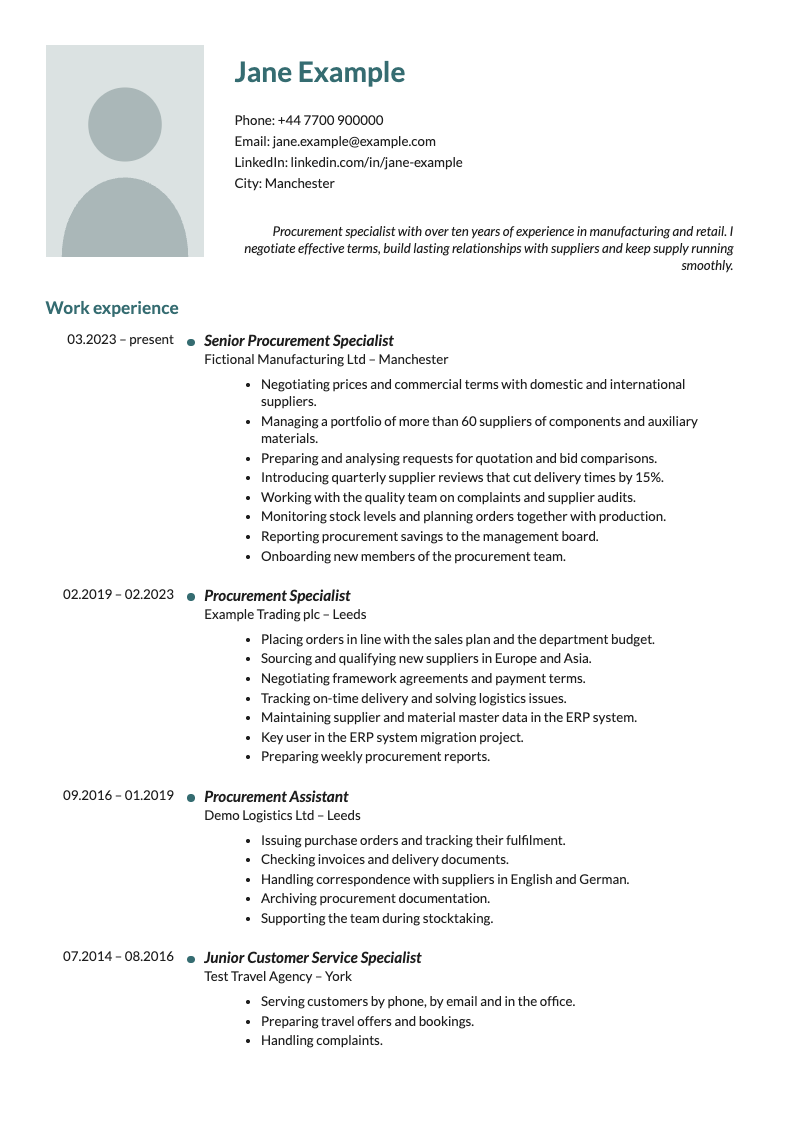 Jane Example
Phone: +44 7700 900000
Email: jane.example@example.com
LinkedIn: linkedin.com/in/jane-example
City: Manchester
Procurement specialist with over ten years of experience in manufacturing and retail. I
negotiate effective terms, build lasting relationships with suppliers and keep supply running
smoothly.
Work experience
03.2023 – present
Senior Procurement Specialist
Fictional Manufacturing Ltd – Manchester
• Negotiating prices and commercial terms with domestic and international
suppliers.
• Managing a portfolio of more than 60 suppliers of components and auxiliary
materials.
• Preparing and analysing requests for quotation and bid comparisons.
• Introducing quarterly supplier reviews that cut delivery times by 15%.
• Working with the quality team on complaints and supplier audits.
• Monitoring stock levels and planning orders together with production.
• Reporting procurement savings to the management board.
• Onboarding new members of the procurement team.
02.2019 – 02.2023
Procurement Specialist
Example Trading plc – Leeds
• Placing orders in line with the sales plan and the department budget.
• Sourcing and qualifying new suppliers in Europe and Asia.
• Negotiating framework agreements and payment terms.
• Tracking on-time delivery and solving logistics issues.
• Maintaining supplier and material master data in the ERP system.
• Key user in the ERP system migration project.
• Preparing weekly procurement reports.
09.2016 – 01.2019
Procurement Assistant
Demo Logistics Ltd – Leeds
• Issuing purchase orders and tracking their fulfilment.
• Checking invoices and delivery documents.
• Handling correspondence with suppliers in English and German.
• Archiving procurement documentation.
• Supporting the team during stocktaking.
07.2014 – 08.2016
Junior Customer Service Specialist
Test Travel Agency – York
• Serving customers by phone, by email and in the office.
• Preparing travel offers and bookings.
• Handling complaints.